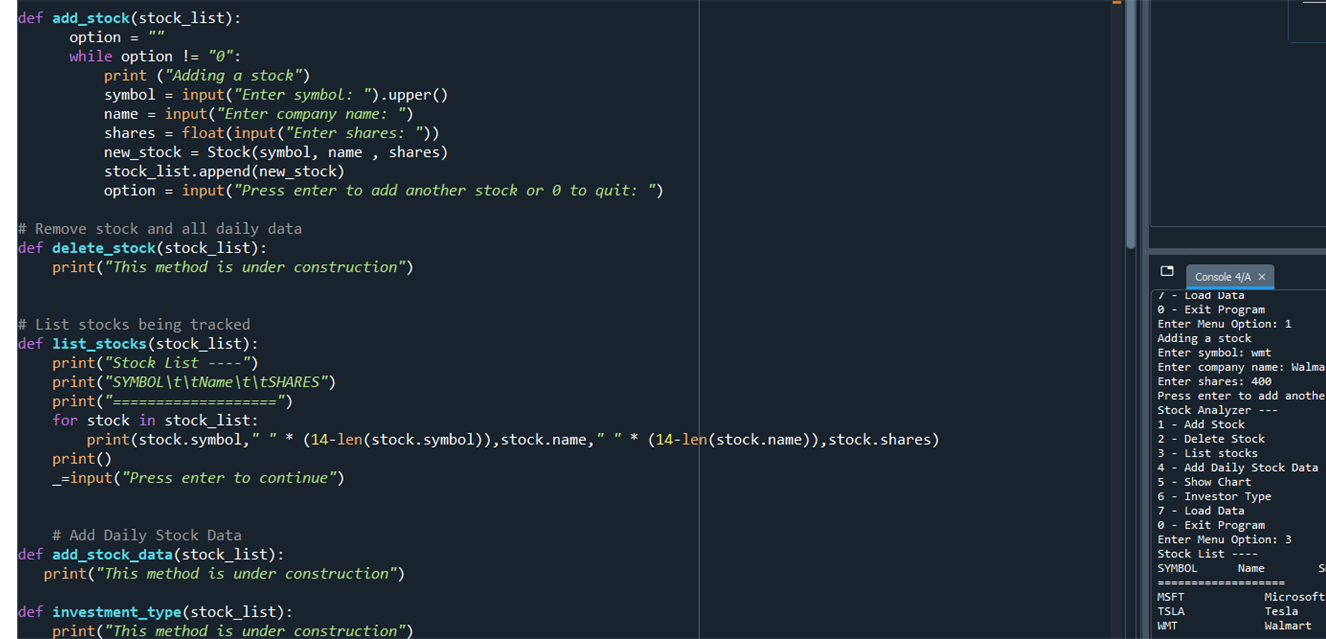 def add_stock(stock_list):
option = ""
while option != "0":
print ("Adding a stock")
symbol = input("Enter symbol: ").upper()
name = input("Enter company name: ")
shares = float(input("Enter shares: "))
new_stock = Stock(symbol, name , shares)
stock_list.append(new_stock)
option = input("Press enter to add another stock or 0 to quit: ")
# Remove stock and all daily data
def delete_stock(stock_list):
print("This method is under construction")
# List stocks being tracked
def list_stocks(stock_list):
print("Stock List ----")
print("SYMBOL\t\tName\t\tSHARES")
print("===================")
for stock in stock_list:
print(stock.symbol," " * (14-len(stock.symbol)),stock.name," " * (14-len(stock.name)),stock.shares)
print()
_=input("Press enter to continue")
# Add Daily Stock Data
def add_stock_data(stock_list):
print("This method is under construction")
def investment_type(stock_list):
print("This method is under construction")
Console 4/A ×
7 - Load Data
0 - Exit Program
Enter Menu Option: 1
Adding a stock
Enter symbol: wmt
Enter company name: Walma
Enter shares: 400
Press enter to add anothe
Stock Analyzer ---
1 - Add Stock
2 - Delete Stock
3 - List stocks
4 - Add Daily Stock Data
5 - Show Chart
6 - Investor Type
7 - Load Data
0 - Exit Program
Enter Menu Option: 3
Stock List ----
SYMBOL Name S
===================
MSFT Microsoft
TSLA Tesla
WMT Walmart